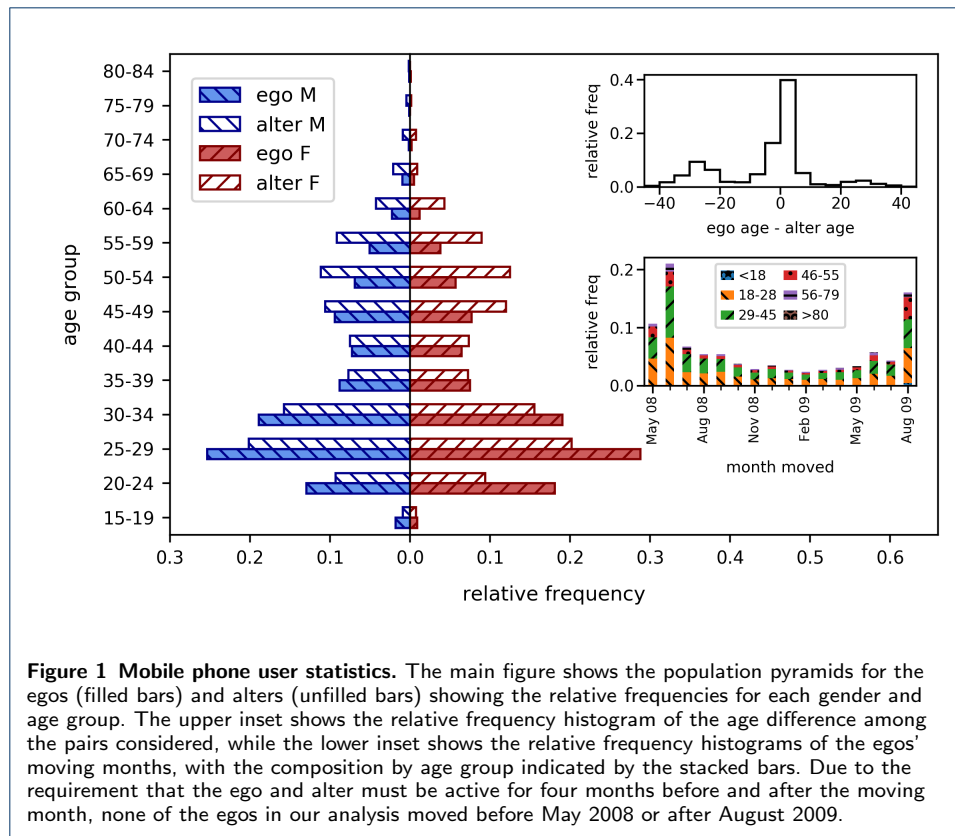 80-84
75-79
70-74
65-69
60-64
55-59
50-54
45-49
40-44
35-39
30-34
25-29
20-24
15-19
age group
ego M
alter M
ego F
alter F
0.3 0.2 0.1 0.0 0.1 0.2 0.3 0.4 0.5 0.6
relative frequency
0.4
0.2
0.0
relative freq
−40 −20 0 20 40
ego age - alter age
0.2
0.1
0.0
relative freq
<18 46-55
18-28 56-79
29-45 >80
May 08 Aug 08 Nov 08 Feb 09 May 09 Aug 09
month moved
Figure 1 Mobile phone user statistics. The main figure shows the population pyramids for the
egos (filled bars) and alters (unfilled bars) showing the relative frequencies for each gender and
age group. The upper inset shows the relative frequency histogram of the age difference among
the pairs considered, while the lower inset shows the relative frequency histograms of the egos’
moving months, with the composition by age group indicated by the stacked bars. Due to the
requirement that the ego and alter must be active for four months before and after the moving
month, none of the egos in our analysis moved before May 2008 or after August 2009.